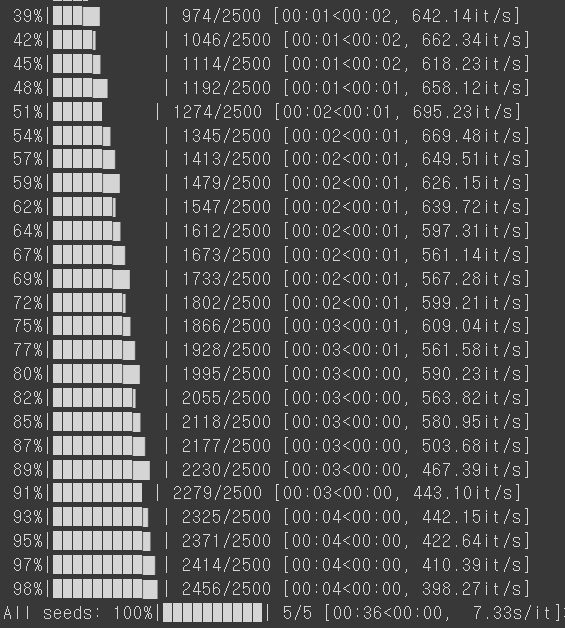 39%|████▉ | 974/2500 [00:01<00:02, 642.14it/s]
42%|████▏ | 1046/2500 [00:01<00:02, 662.34it/s]
45%|████▍ | 1114/2500 [00:01<00:02, 618.23it/s]
48%|████▊ | 1192/2500 [00:01<00:01, 658.12it/s]
51%|█████ | 1274/2500 [00:02<00:01, 695.23it/s]
54%|█████▍ | 1345/2500 [00:02<00:01, 669.48it/s]
57%|█████▋ | 1413/2500 [00:02<00:01, 649.51it/s]
59%|█████▉ | 1479/2500 [00:02<00:01, 626.15it/s]
62%|██████▏ | 1547/2500 [00:02<00:01, 639.72it/s]
64%|██████▍ | 1612/2500 [00:02<00:01, 597.31it/s]
67%|██████▋ | 1673/2500 [00:02<00:01, 561.14it/s]
69%|██████▉ | 1733/2500 [00:02<00:01, 567.28it/s]
72%|███████▏ | 1802/2500 [00:02<00:01, 599.21it/s]
75%|███████▍ | 1866/2500 [00:03<00:01, 609.04it/s]
77%|███████▋ | 1928/2500 [00:03<00:01, 561.58it/s]
80%|███████▉ | 1995/2500 [00:03<00:00, 590.23it/s]
82%|████████▏ | 2055/2500 [00:03<00:00, 563.82it/s]
85%|████████▍ | 2118/2500 [00:03<00:00, 580.95it/s]
87%|████████▋ | 2177/2500 [00:03<00:00, 503.68it/s]
89%|████████▉ | 2230/2500 [00:03<00:00, 467.39it/s]
91%|█████████ | 2279/2500 [00:03<00:00, 443.10it/s]
93%|█████████▎| 2325/2500 [00:04<00:00, 442.15it/s]
95%|█████████▍| 2371/2500 [00:04<00:00, 422.64it/s]
97%|█████████▋| 2414/2500 [00:04<00:00, 410.39it/s]
98%|█████████▊| 2456/2500 [00:04<00:00, 398.27it/s]
All seeds: 100%|██████████| 5/5 [00:36<00:00, 7.33s/it]